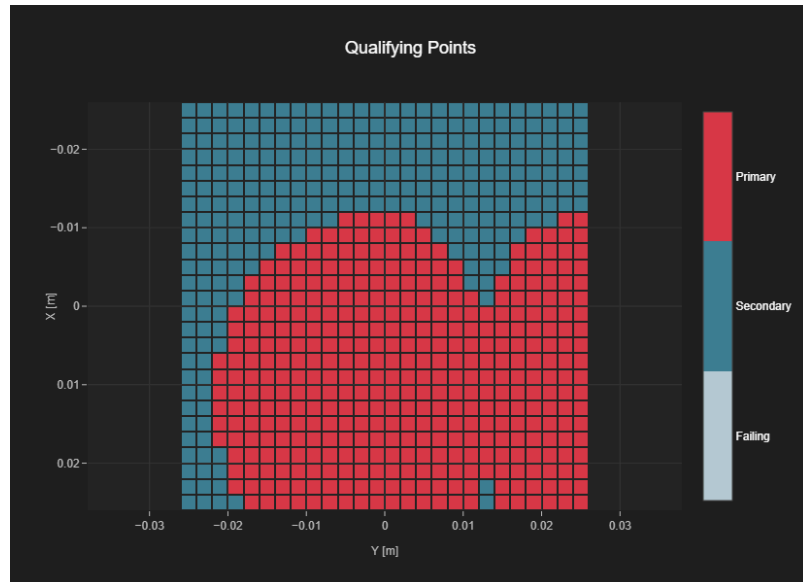 Qualifying Points
Primary
Secondary
Failing
−0.02
−0.01
0
0.01
0.02
X [m]
−0.03
−0.02
−0.01
0
0.01
0.02
0.03
Y [m]